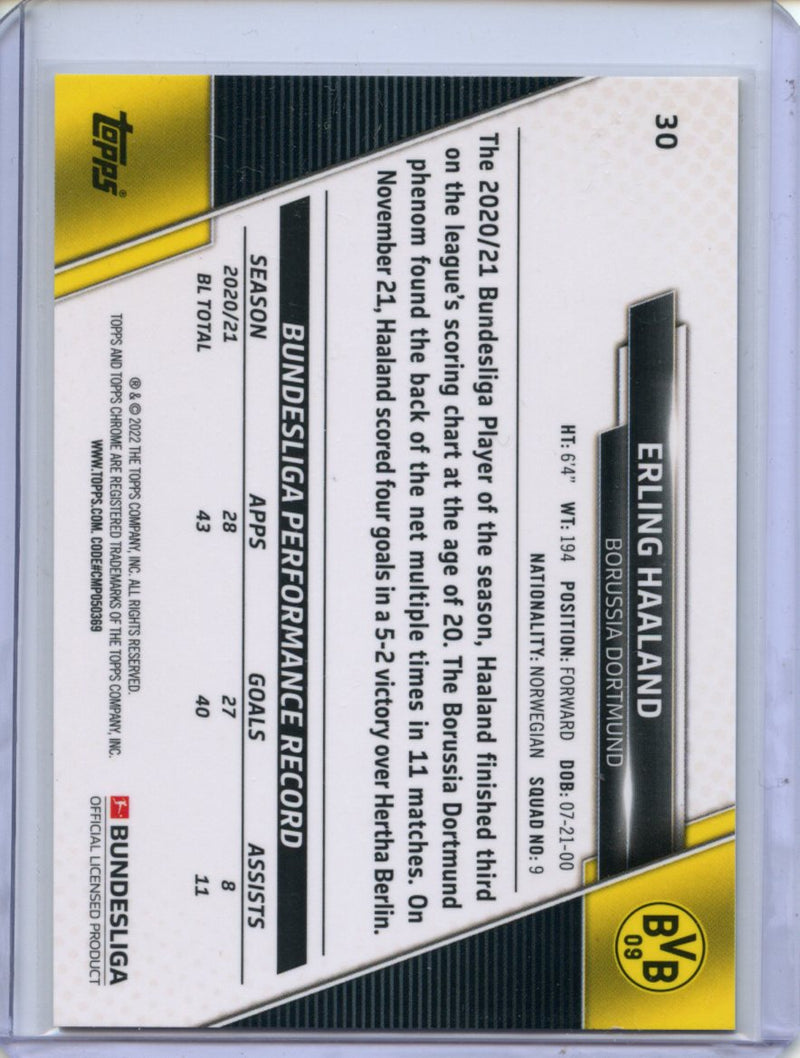 30
ERLING HAALAND
BORUSSIA DORTMUND
BVB
09
HT: 6'4" WT: 194 POSITION: FORWARD DOB: 07-21-00
NATIONALITY: NORWEGIAN SQUAD NO: 9
The 2020/21 Bundesliga Player of the season, Haaland finished third
on the league's scoring chart at the age of 20. The Borussia Dortmund
phenom found the back of the net multiple times in 11 matches. On
November 21, Haaland scored four goals in a 5-2 victory over Hertha Berlin.
BUNDESLIGA PERFORMANCE RECORD
SEASON APPS GOALS ASSISTS
2020/21 28 27 8
BL TOTAL 43 40 11
topps®
® & © 2022 THE TOPPS COMPANY, INC. ALL RIGHTS RESERVED.
TOPPS AND TOPPS CHROME ARE REGISTERED TRADEMARKS OF THE TOPPS COMPANY, INC.
WWW.TOPPS.COM. CODE#CMP050369
BUNDESLIGA
OFFICIAL LICENSED PRODUCT